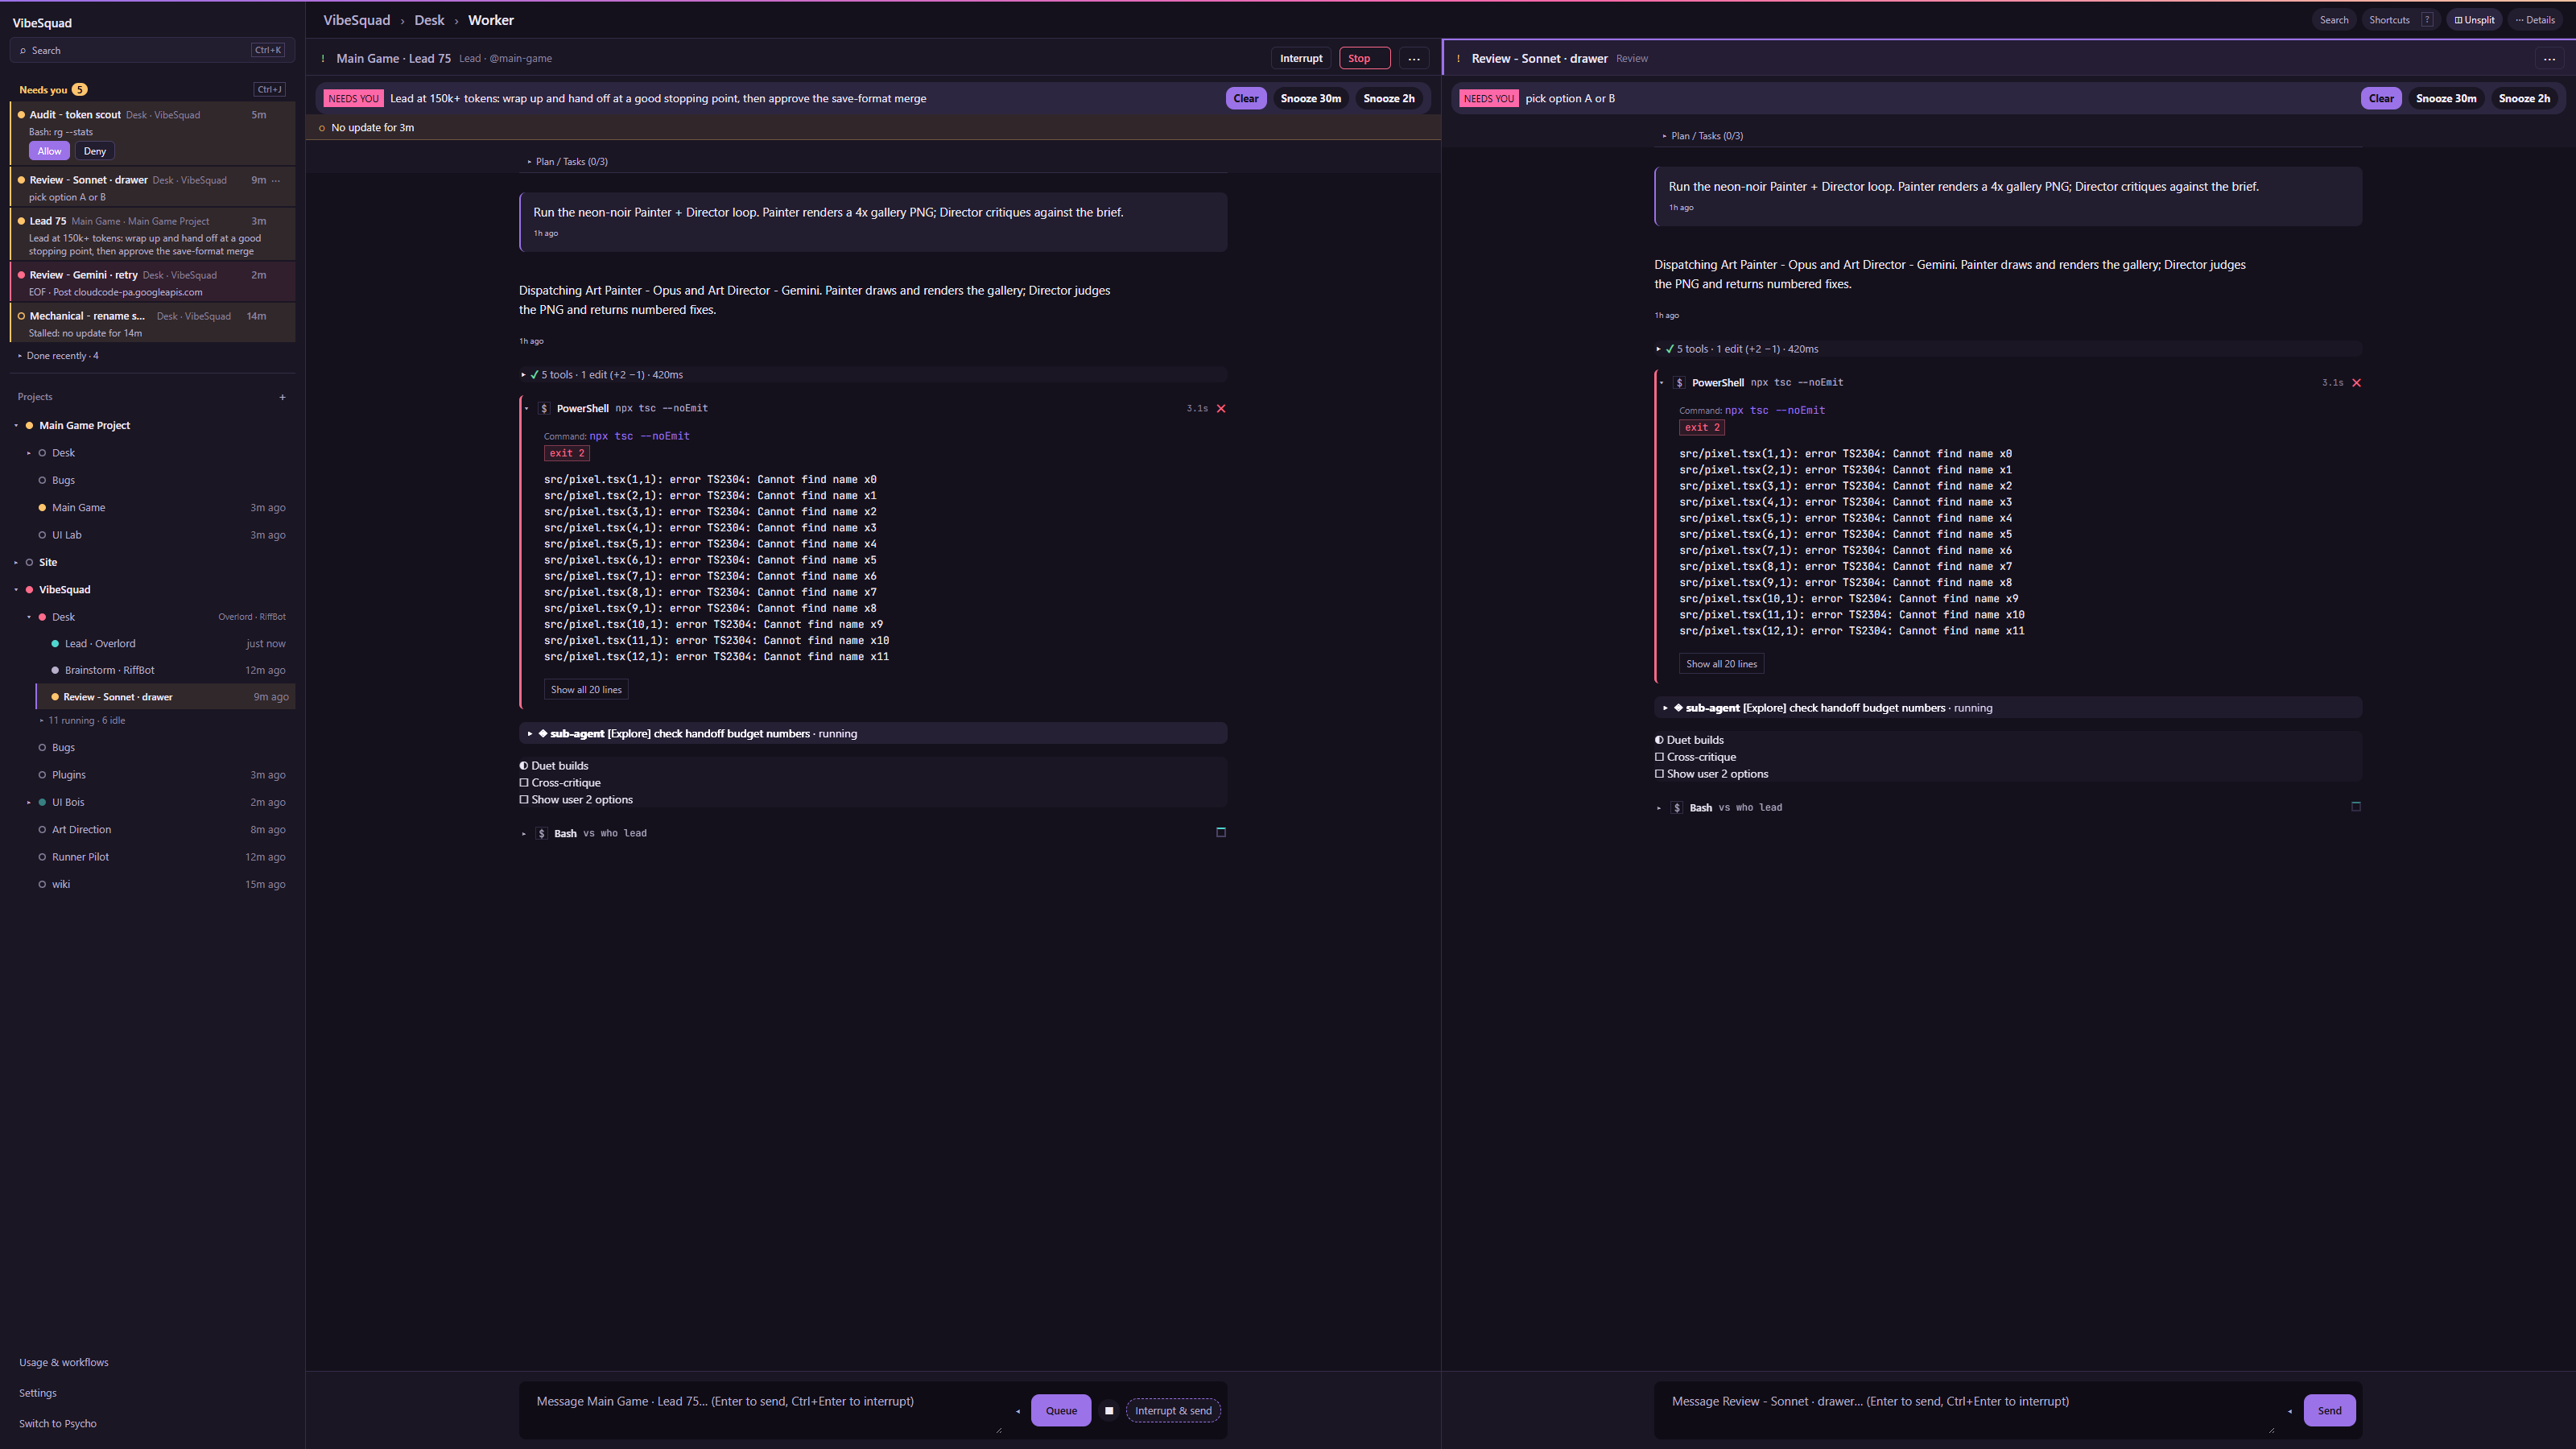 VibeSquad
Search Ctrl+K
Needs you 5 Ctrl+J
Audit - token scout Desk · VibeSquad 5m
Bash: rg --stats
Allow Deny
Review - Sonnet · drawer Desk · VibeSquad 9m ...
pick option A or B
Lead 75 Main Game · Main Game Project 3m
Lead at 150k+ tokens: wrap up and hand off at a good
stopping point, then approve the save-format merge
Review - Gemini · retry Desk · VibeSquad 2m
EOF · Post cloudcode-pa.googleapis.com
Mechanical - rename s... Desk · VibeSquad 14m
Stalled: no update for 14m
Done recently · 4
Projects +
Main Game Project
Desk
Bugs
Main Game 3m ago
UI Lab 3m ago
Site
VibeSquad
Desk Overlord · RiffBot
Lead · Overlord just now
Brainstorm · RiffBot 12m ago
Review - Sonnet · drawer 9m ago
11 running · 6 idle
Bugs
Plugins 3m ago
UI Bois 2m ago
Art Direction 8m ago
Runner Pilot 12m ago
wiki 15m ago
Usage & workflows
Settings
Switch to Psycho
VibeSquad › Desk › Worker
Search Shortcuts ? Unsplit ··· Details
! Main Game · Lead 75 Lead · @main-game Interrupt Stop ...
NEEDS YOU Lead at 150k+ tokens: wrap up and hand off at a good stopping point, then approve the save-format merge Clear Snooze 30m Snooze 2h
No update for 3m
Plan / Tasks (0/3)
Run the neon-noir Painter + Director loop. Painter renders a 4x gallery PNG; Director critiques against the brief.
1h ago
Dispatching Art Painter - Opus and Art Director - Gemini. Painter draws and renders the gallery; Director judges
the PNG and returns numbered fixes.
1h ago
✓ 5 tools · 1 edit (+2 −1) · 420ms
$ PowerShell npx tsc --noEmit 3.1s ✕
Command: npx tsc --noEmit
exit 2
src/pixel.tsx(1,1): error TS2304: Cannot find name x0
src/pixel.tsx(2,1): error TS2304: Cannot find name x1
src/pixel.tsx(3,1): error TS2304: Cannot find name x2
src/pixel.tsx(4,1): error TS2304: Cannot find name x3
src/pixel.tsx(5,1): error TS2304: Cannot find name x4
src/pixel.tsx(6,1): error TS2304: Cannot find name x5
src/pixel.tsx(7,1): error TS2304: Cannot find name x6
src/pixel.tsx(8,1): error TS2304: Cannot find name x7
src/pixel.tsx(9,1): error TS2304: Cannot find name x8
src/pixel.tsx(10,1): error TS2304: Cannot find name x9
src/pixel.tsx(11,1): error TS2304: Cannot find name x10
src/pixel.tsx(12,1): error TS2304: Cannot find name x11
Show all 20 lines
◆ sub-agent [Explore] check handoff budget numbers · running
◐ Duet builds
☐ Cross-critique
☐ Show user 2 options
$ Bash vs who lead
Message Main Game · Lead 75... (Enter to send, Ctrl+Enter to interrupt) Queue Interrupt & send
! Review - Sonnet · drawer Review ...
NEEDS YOU pick option A or B Clear Snooze 30m Snooze 2h
Plan / Tasks (0/3)
Run the neon-noir Painter + Director loop. Painter renders a 4x gallery PNG; Director critiques against the brief.
1h ago
Dispatching Art Painter - Opus and Art Director - Gemini. Painter draws and renders the gallery; Director judges
the PNG and returns numbered fixes.
1h ago
✓ 5 tools · 1 edit (+2 −1) · 420ms
$ PowerShell npx tsc --noEmit 3.1s ✕
Command: npx tsc --noEmit
exit 2
src/pixel.tsx(1,1): error TS2304: Cannot find name x0
src/pixel.tsx(2,1): error TS2304: Cannot find name x1
src/pixel.tsx(3,1): error TS2304: Cannot find name x2
src/pixel.tsx(4,1): error TS2304: Cannot find name x3
src/pixel.tsx(5,1): error TS2304: Cannot find name x4
src/pixel.tsx(6,1): error TS2304: Cannot find name x5
src/pixel.tsx(7,1): error TS2304: Cannot find name x6
src/pixel.tsx(8,1): error TS2304: Cannot find name x7
src/pixel.tsx(9,1): error TS2304: Cannot find name x8
src/pixel.tsx(10,1): error TS2304: Cannot find name x9
src/pixel.tsx(11,1): error TS2304: Cannot find name x10
src/pixel.tsx(12,1): error TS2304: Cannot find name x11
Show all 20 lines
◆ sub-agent [Explore] check handoff budget numbers · running
◐ Duet builds
☐ Cross-critique
☐ Show user 2 options
$ Bash vs who lead
Message Review - Sonnet · drawer... (Enter to send, Ctrl+Enter to interrupt) Send